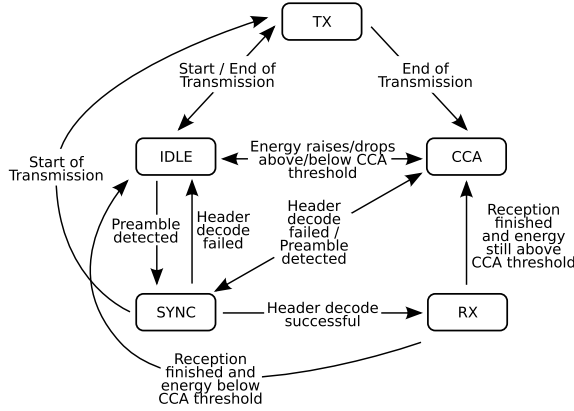 TX
Start / End of
Transmission
End of
Transmission
IDLE
Energy raises/drops
above/below CCA
threshold
CCA
Start of
Transmission
Preamble
detected
Header
decode
failed
Header
decode
failed /
Preamble
detected
Reception
finished
and energy
still above
CCA threshold
SYNC
Header decode
successful
RX
Reception
finished and
energy below
CCA threshold